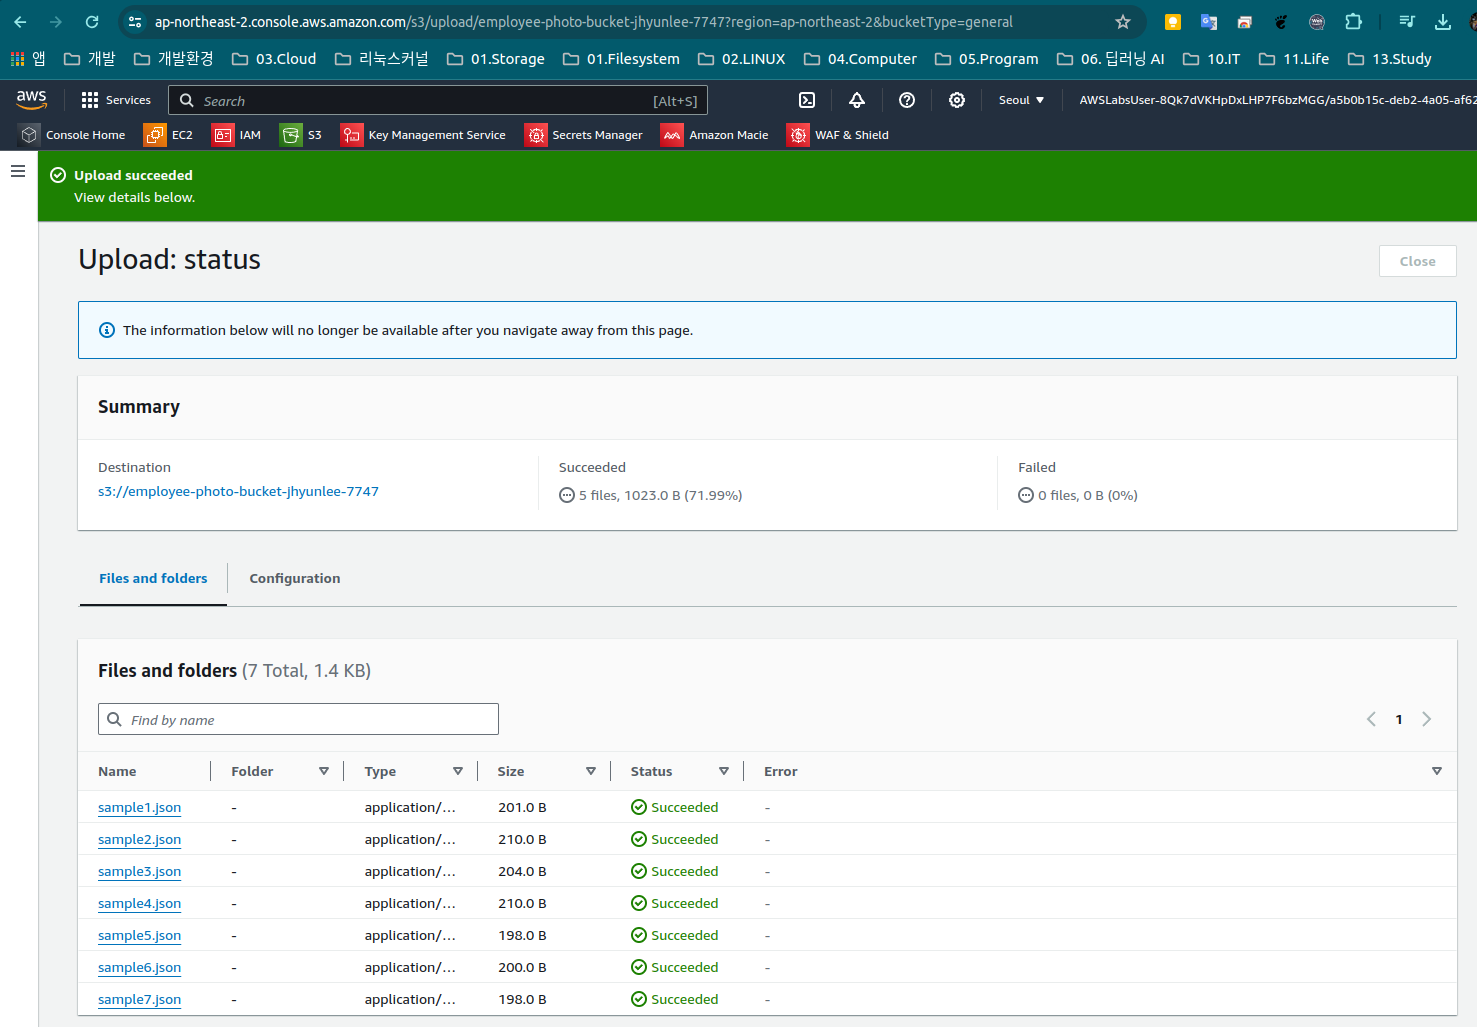 ap-northeast-2.console.aws.amazon.com/s3/upload/employee-photo-bucket-jhyunlee-7747?region=ap-northeast-2&bucketType=general
앱 개발 개발환경 03.Cloud 리눅스커널 01.Storage 01.Filesystem 02.LINUX 04.Computer 05.Program 06. 딥러닝 AI 10.IT 11.Life 13.Study
aws Services Search [Alt+S] Seoul AWSLabsUser-8Qk7dVKHpDxLHP7F6bzMGG/a5b0b15c-deb2-4a05-af62
Console Home EC2 IAM S3 Key Management Service Secrets Manager Amazon Macie WAF & Shield
Upload succeeded
View details below.
Upload: status Close
The information below will no longer be available after you navigate away from this page.
Summary
Destination Succeeded Failed
s3://employee-photo-bucket-jhyunlee-7747 5 files, 1023.0 B (71.99%) 0 files, 0 B (0%)
Files and folders Configuration
Files and folders (7 Total, 1.4 KB)
Find by name 1
Name Folder Type Size Status Error
sample1.json - application/... 201.0 B Succeeded -
sample2.json - application/... 210.0 B Succeeded -
sample3.json - application/... 204.0 B Succeeded -
sample4.json - application/... 210.0 B Succeeded -
sample5.json - application/... 198.0 B Succeeded -
sample6.json - application/... 200.0 B Succeeded -
sample7.json - application/... 198.0 B Succeeded -